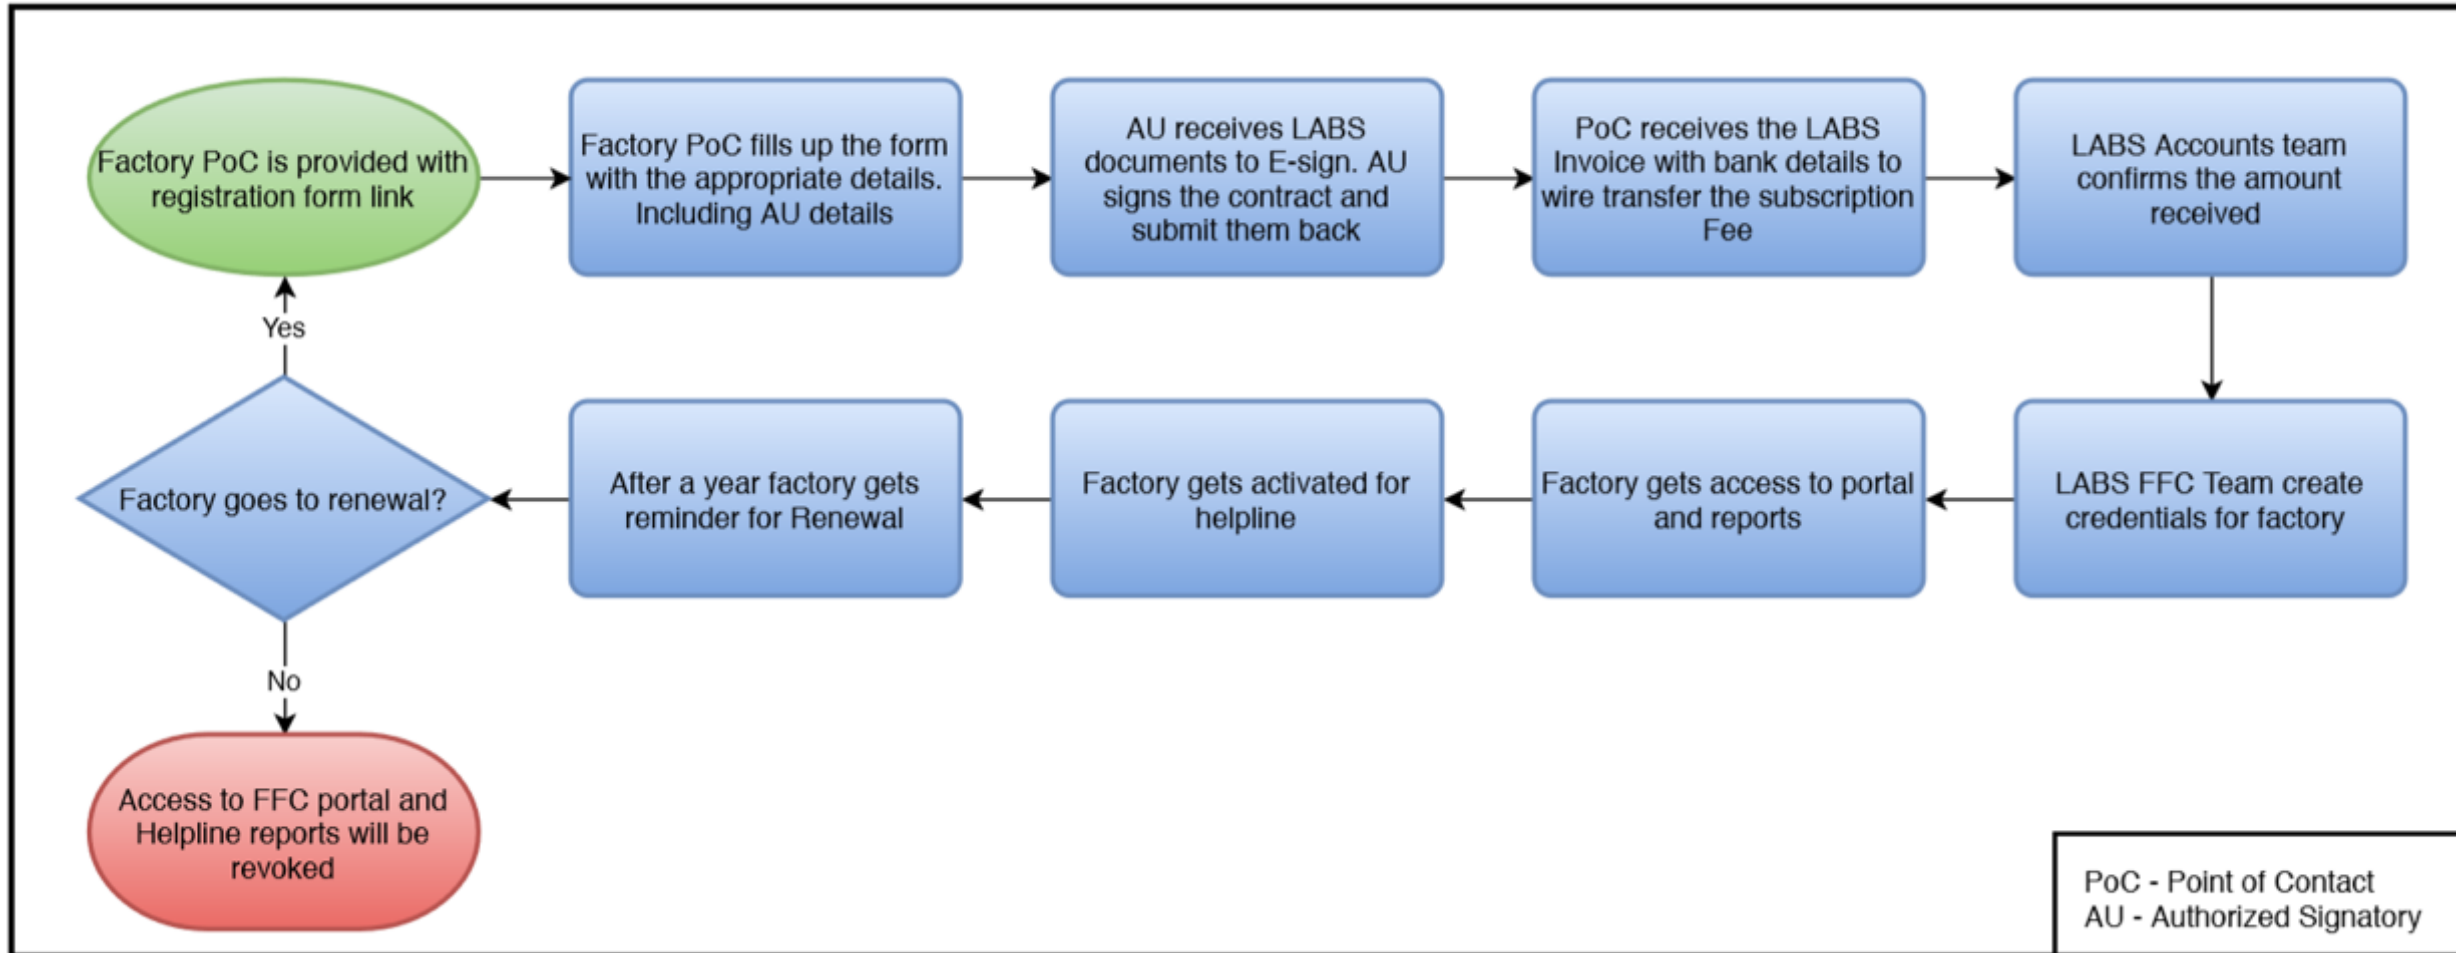 Factory PoC is provided with
registration form link
Factory PoC fills up the form
with the appropriate details.
Including AU details
AU receives LABS
documents to E-sign. AU
signs the contract and
submit them back
PoC receives the LABS
Invoice with bank details to
wire transfer the subscription
Fee
LABS Accounts team
confirms the amount
received
LABS FFC Team create
credentials for factory
Factory gets access to portal
and reports
Factory gets activated for
helpline
After a year factory gets
reminder for Renewal
Factory goes to renewal?
Yes
No
Access to FFC portal and
Helpline reports will be
revoked
PoC - Point of Contact
AU - Authorized Signatory